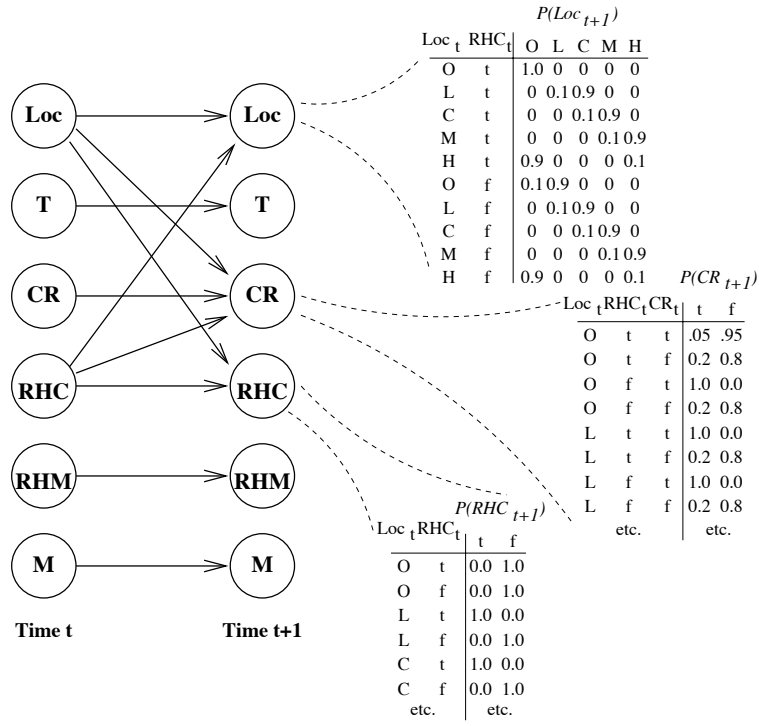 P(Loc t+1)
Loc t RHC t O L C M H
O t 1.0 0 0 0 0
L t 0 0.1 0.9 0 0
C t 0 0 0.1 0.9 0
M t 0 0 0 0.1 0.9
H t 0.9 0 0 0 0.1
O f 0.1 0.9 0 0 0
L f 0 0.1 0.9 0 0
C f 0 0 0.1 0.9 0
M f 0 0 0 0.1 0.9
H f 0.9 0 0 0 0.1
Loc Loc
T T
CR CR
RHC RHC
RHM RHM
M M
Time t Time t+1
P(CR t+1)
Loc t RHC t CR t t f
O t t .05 .95
O t f 0.2 0.8
O f t 1.0 0.0
O f f 0.2 0.8
L t t 1.0 0.0
L t f 0.2 0.8
L f t 1.0 0.0
L f f 0.2 0.8
etc. etc.
P(RHC t+1)
Loc t RHC t t f
O t 0.0 1.0
O f 0.0 1.0
L t 1.0 0.0
L f 0.0 1.0
C t 1.0 0.0
C f 0.0 1.0
etc. etc.